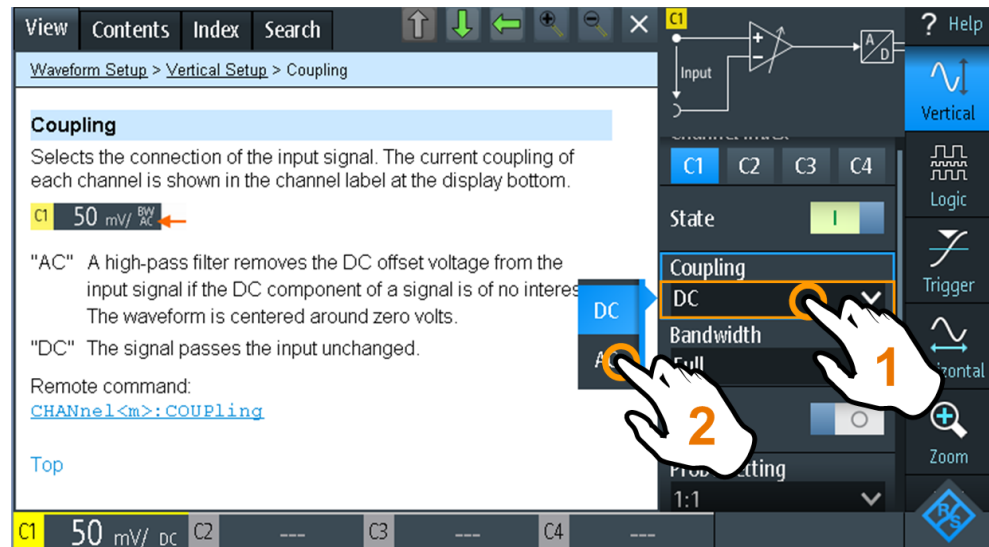 View Contents Index Search
Waveform Setup > Vertical Setup > Coupling
Coupling
Selects the connection of the input signal. The current coupling of
each channel is shown in the channel label at the display bottom.
C1 50 mV/ BW AC
"AC" A high-pass filter removes the DC offset voltage from the
input signal if the DC component of a signal is of no interes
The waveform is centered around zero volts.
"DC" The signal passes the input unchanged.
Remote command:
CHANnel<m>:COUPling
Top
DC
2
C1
Input
+
-
A/D
C1 C2 C3 C4
State
I
Coupling
DC
1
Bandwidth
Full
O
1:1
? Help
Vertical
Logic
Trigger
Zoom
R&S
C1 50 mV/ DC C2 --- C3 --- C4 ---